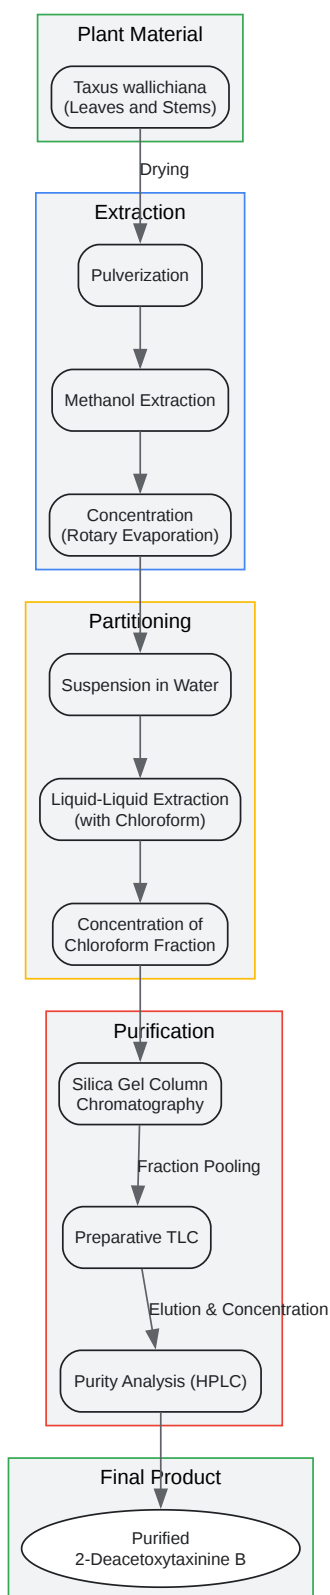 Plant Material
Taxus wallichiana
(Leaves and Stems)
Drying
Extraction
Pulverization
Methanol Extraction
Concentration
(Rotary Evaporation)
Partitioning
Suspension in Water
Liquid-Liquid Extraction
(with Chloroform)
Concentration of
Chloroform Fraction
Purification
Silica Gel Column
Chromatography
Fraction Pooling
Preparative TLC
Elution & Concentration
Purity Analysis (HPLC)
Final Product
Purified
2-Deacetoxytaxinine B